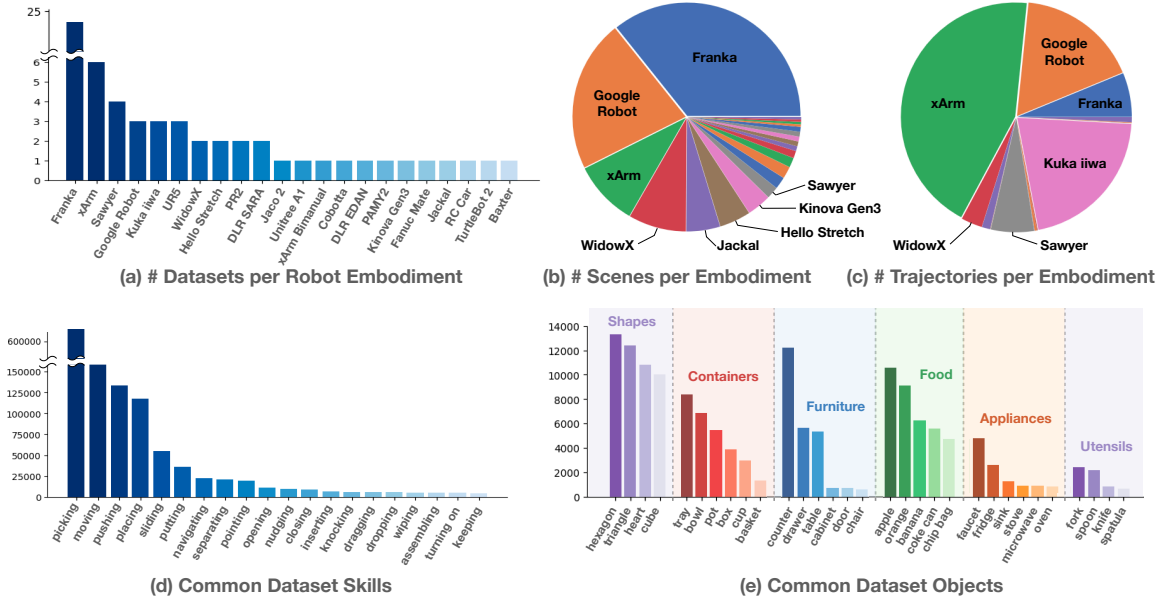 25
6
5
4
3
2
1
0
Franka
xArm
Sawyer
Google Robot
Kuka iiwa
UR5
WidowX
Hello Stretch
PR2
DLR SARA
Jaco 2
Unitree A1
xArm Bimanual
Cobotta
DLR EDAN
PAMY2
Kinova Gen3
Fanuc Mate
Jackal
RC Car
TurtleBot 2
Baxter
(a) # Datasets per Robot Embodiment
Franka
Google
Robot
xArm
WidowX
Jackal
Hello Stretch
Kinova Gen3
Sawyer
(b) # Scenes per Embodiment
xArm
Google
Robot
Franka
Kuka iiwa
Sawyer
WidowX
(c) # Trajectories per Embodiment
600000
150000
125000
100000
75000
50000
25000
0
picking
moving
pushing
placing
sliding
putting
navigating
separating
pointing
opening
nudging
closing
inserting
knocking
dragging
dropping
wiping
assembling
turning on
keeping
(d) Common Dataset Skills
14000
12000
10000
8000
6000
4000
2000
0
Shapes
Containers
Furniture
Food
Appliances
Utensils
hexagon
triangle
heart
cube
tray
bowl
pot
box
cup
basket
counter
drawer
table
cabinet
door
chair
apple
orange
banana
coke can
chip bag
faucet
fridge
sink
stove
microwave
oven
fork
spoon
knife
spatula
(e) Common Dataset Objects